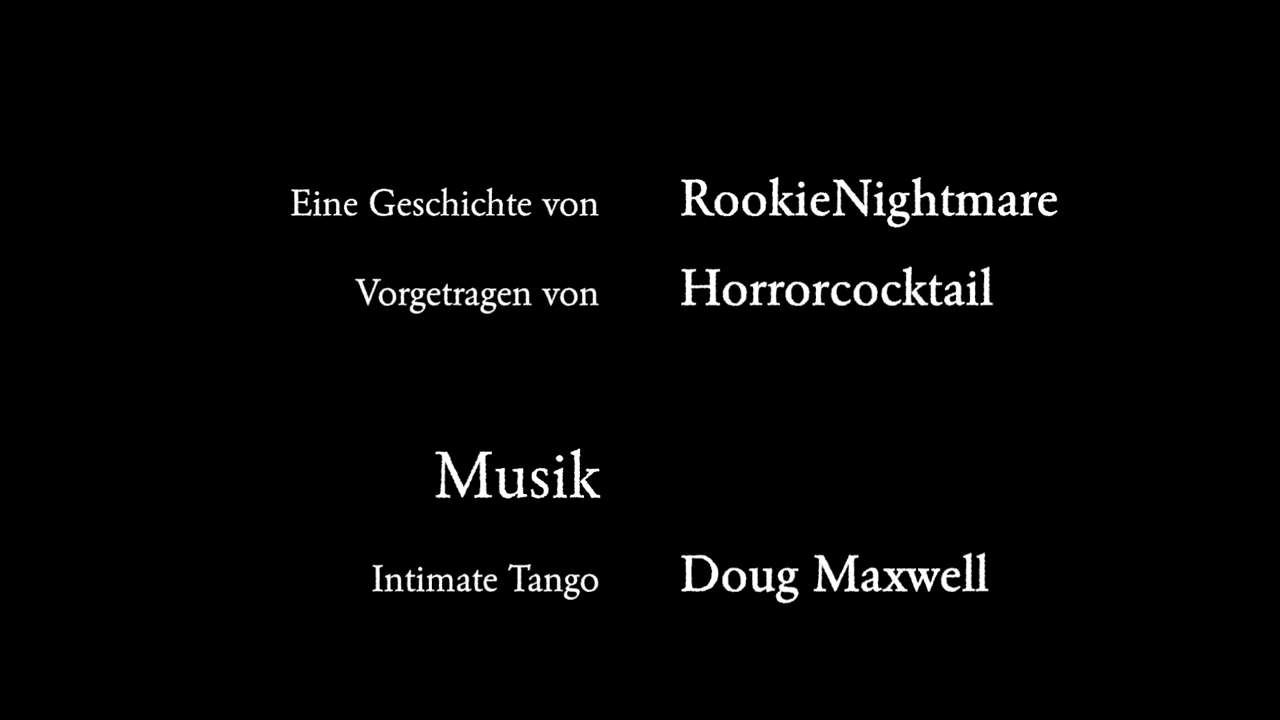 Eine Geschichte von RookieNightmare
Vorgetragen von Horrorcocktail
Musik
Intimate Tango Doug Maxwell